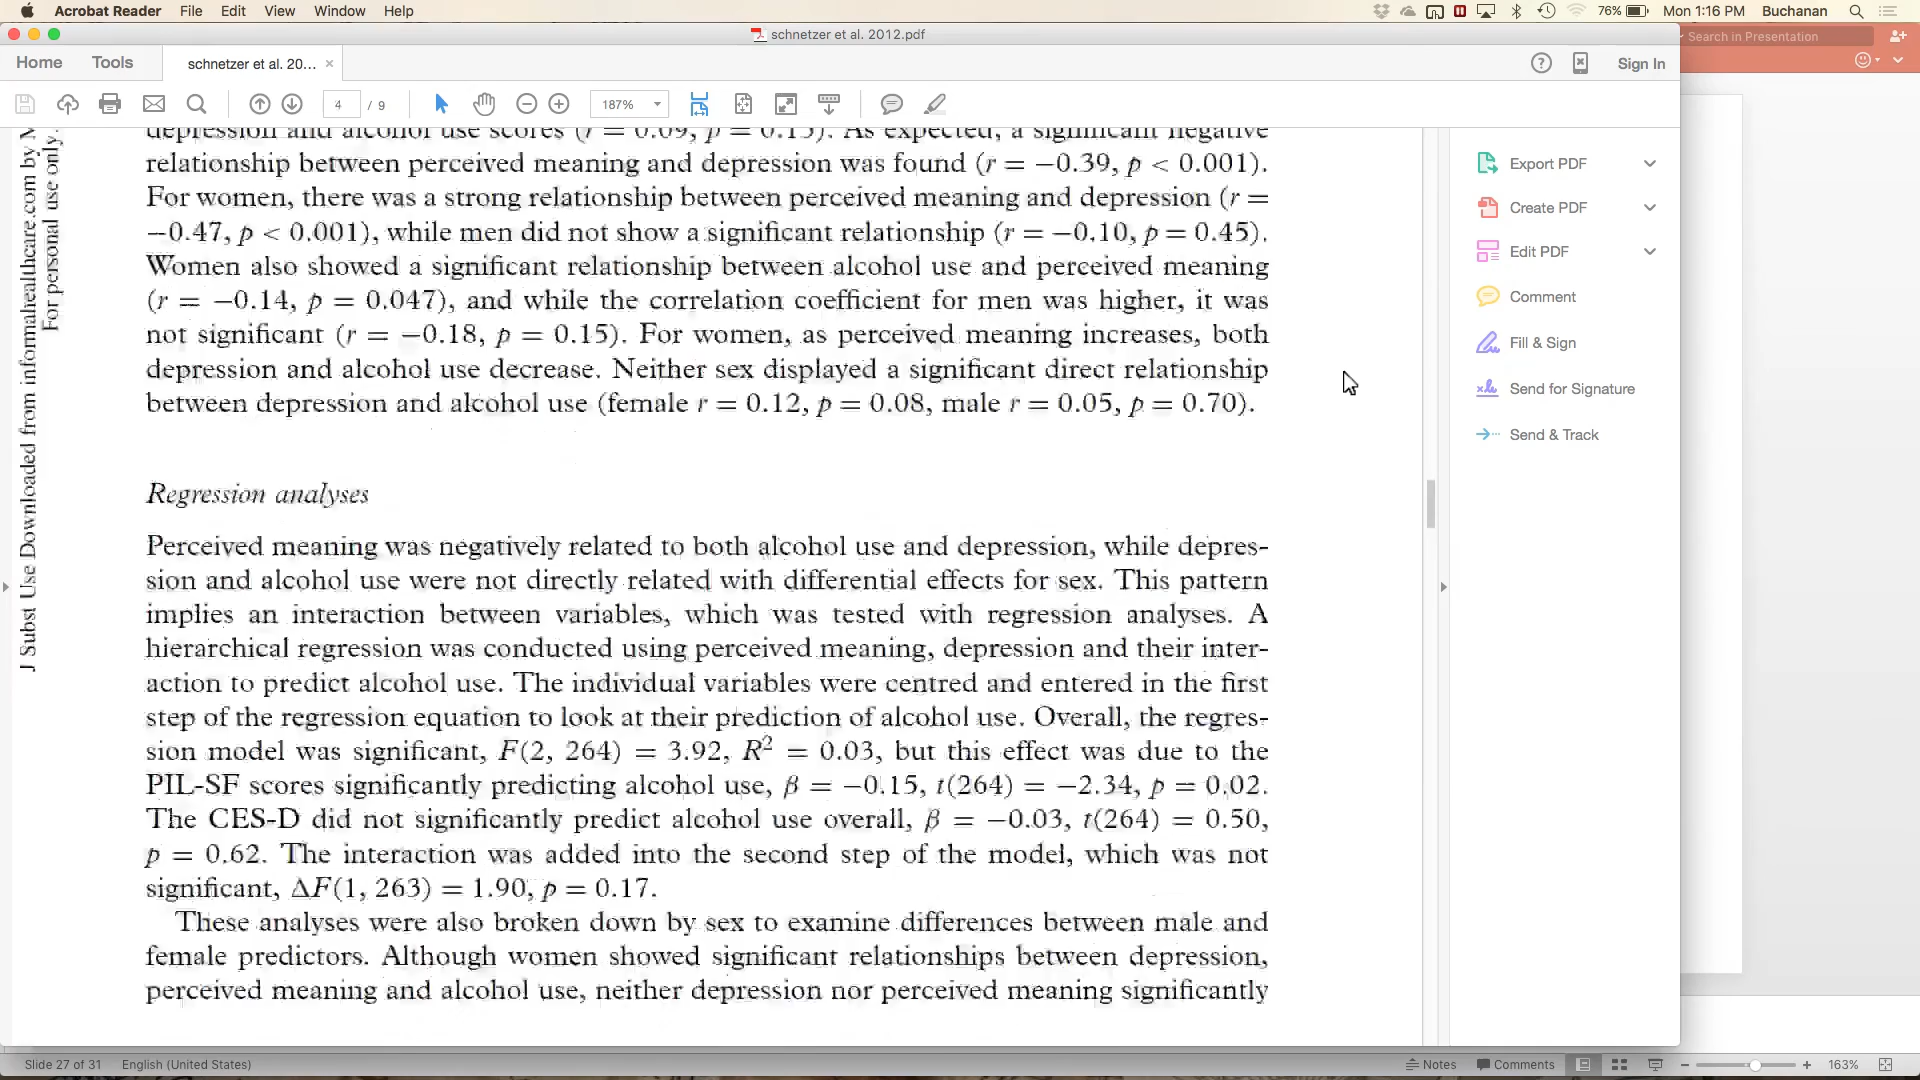 Acrobat Reader File Edit View Window Help 76% Mon 1:16 PM Buchanan
schnetzer et al. 2012.pdf
Search in Presentation
Home Tools schnetzer et al. 20... × Sign In
4 / 9 187%
J Subst Use Downloaded from informahealthcare.com by
For personal use only.
depression and alcohol use scores (r = 0.09, p = 0.15). As expected, a significant negative
relationship between perceived meaning and depression was found (r = −0.39, p < 0.001).
For women, there was a strong relationship between perceived meaning and depression (r =
−0.47, p < 0.001), while men did not show a significant relationship (r = −0.10, p = 0.45).
Women also showed a significant relationship between alcohol use and perceived meaning
(r = −0.14, p = 0.047), and while the correlation coefficient for men was higher, it was
not significant (r = −0.18, p = 0.15). For women, as perceived meaning increases, both
depression and alcohol use decrease. Neither sex displayed a significant direct relationship
between depression and alcohol use (female r = 0.12, p = 0.08, male r = 0.05, p = 0.70).
Regression analyses
Perceived meaning was negatively related to both alcohol use and depression, while depres-
sion and alcohol use were not directly related with differential effects for sex. This pattern
implies an interaction between variables, which was tested with regression analyses. A
hierarchical regression was conducted using perceived meaning, depression and their inter-
action to predict alcohol use. The individual variables were centred and entered in the first
step of the regression equation to look at their prediction of alcohol use. Overall, the regres-
sion model was significant, F(2, 264) = 3.92, R² = 0.03, but this effect was due to the
PIL-SF scores significantly predicting alcohol use, β = −0.15, t(264) = −2.34, p = 0.02.
The CES-D did not significantly predict alcohol use overall, β = −0.03, t(264) = 0.50,
p = 0.62. The interaction was added into the second step of the model, which was not
significant, ΔF(1, 263) = 1.90, p = 0.17.
These analyses were also broken down by sex to examine differences between male and
female predictors. Although women showed significant relationships between depression,
perceived meaning and alcohol use, neither depression nor perceived meaning significantly
Export PDF
Create PDF
Edit PDF
Comment
Fill & Sign
Send for Signature
Send & Track
Slide 27 of 31 English (United States) Notes Comments 163%